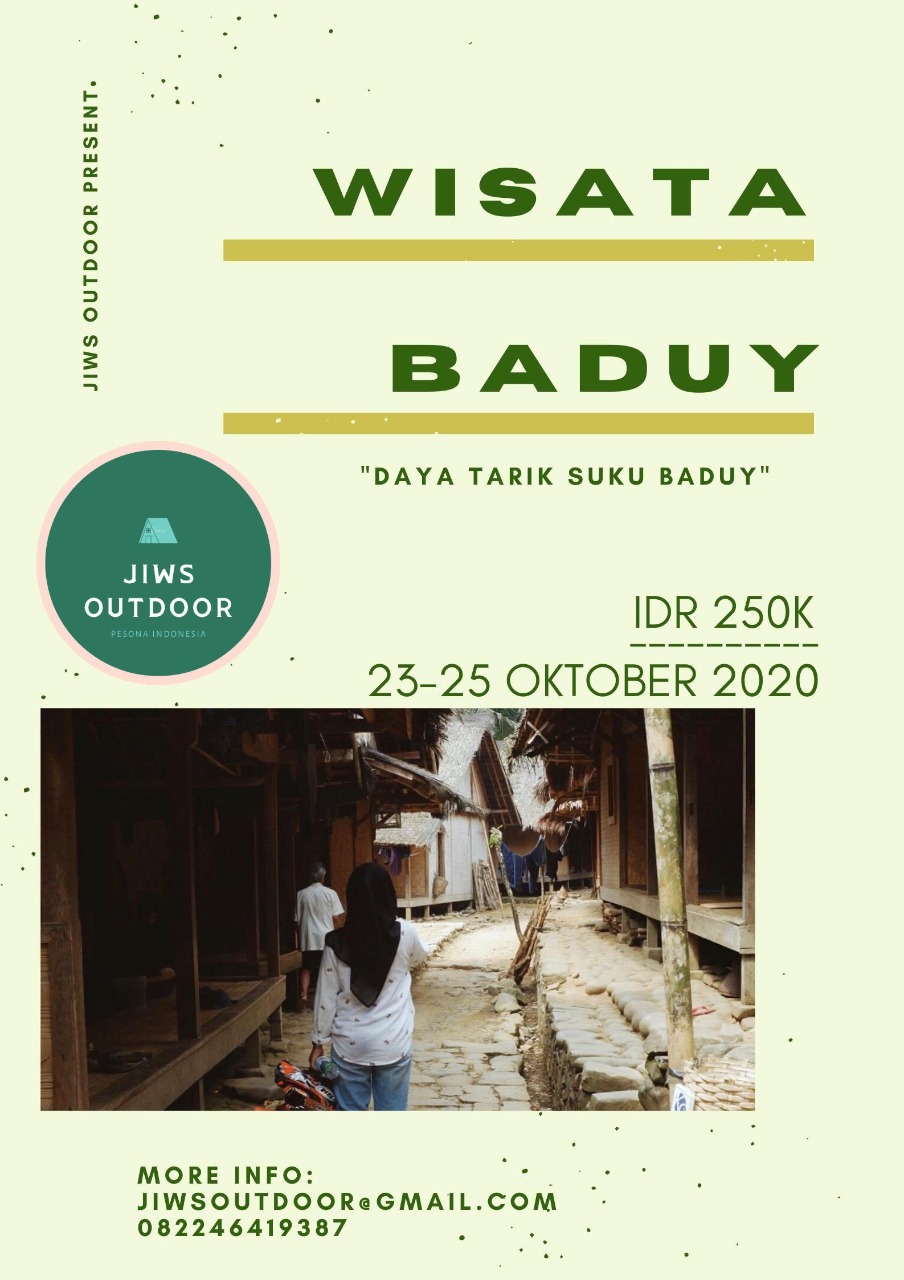 JIWS OUTDOOR PRESENT.
WISATA
BADUY
"DAYA TARIK SUKU BADUY"
JIWS
OUTDOOR
PESONA INDONESIA
IDR 250K
----------
23-25 OKTOBER 2020
MORE INFO:
JIWSOUTDOOR@GMAIL.COM
082246419387